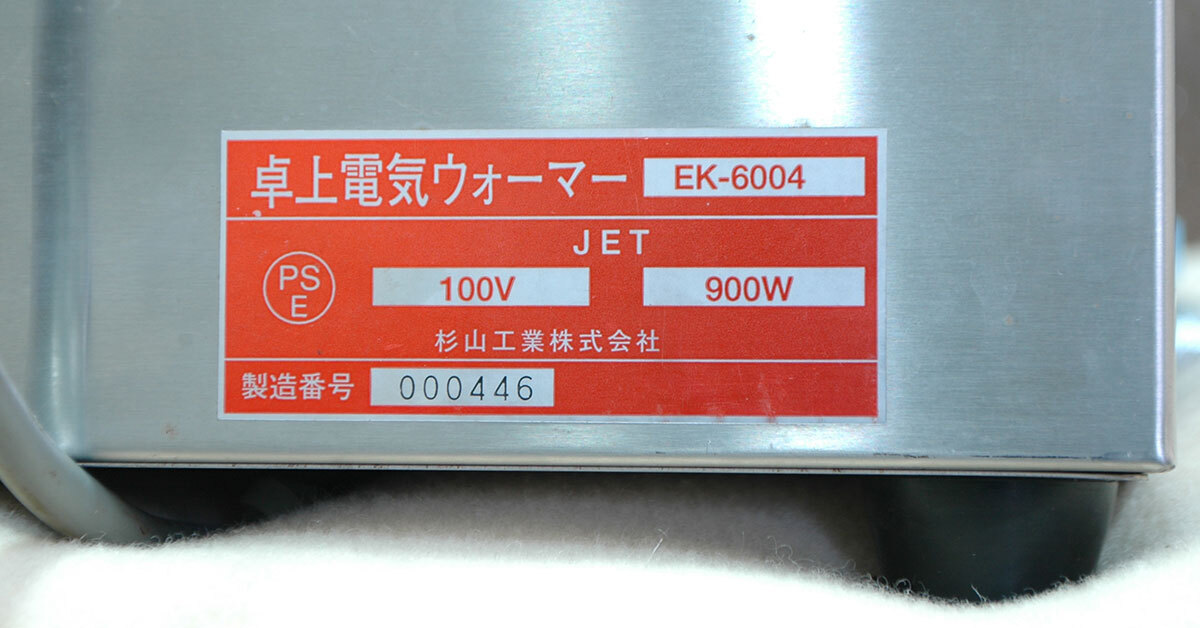 卓上電気ウォーマー EK-6004
JET
PS
E
100V 900W
杉山工業株式会社
製造番号 000446